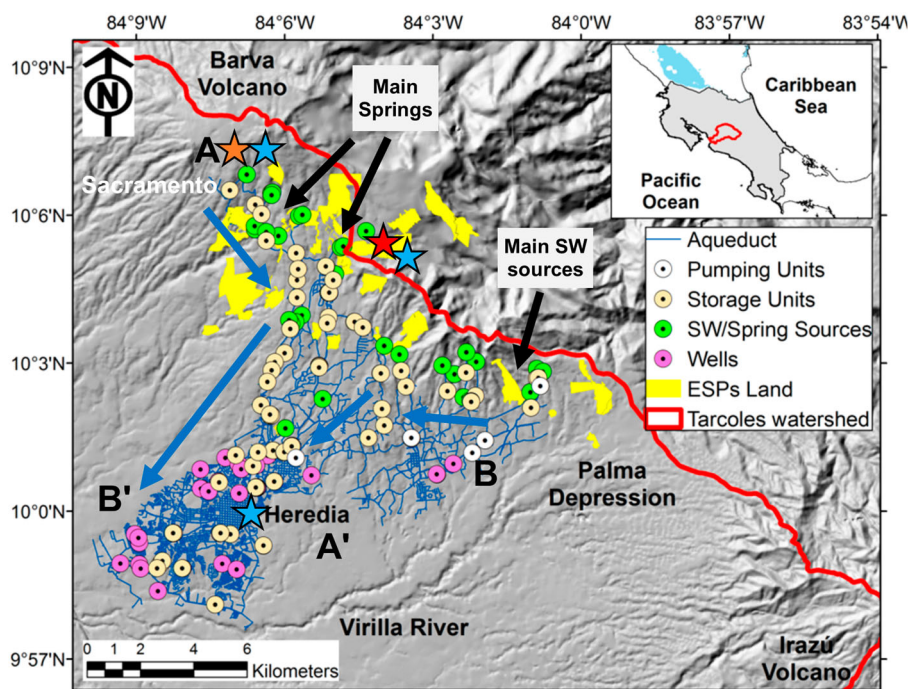 84°9'W
84°6'W
84°3'W
84°0'W
83°57'W
83°54'W
10°9'N
10°6'N
10°3'N
10°0'N
9°57'N
N
Barva
Volcano
Main
Springs
A
Sacramento
Main SW
sources
Caribbean
Sea
Pacific
Ocean
Aqueduct
Pumping Units
Storage Units
SW/Spring Sources
Wells
ESPs Land
Tarcoles watershed
B
Palma
Depression
B'
Heredia
A'
Virilla River
Irazú
Volcano
0 2 4 6
Kilometers